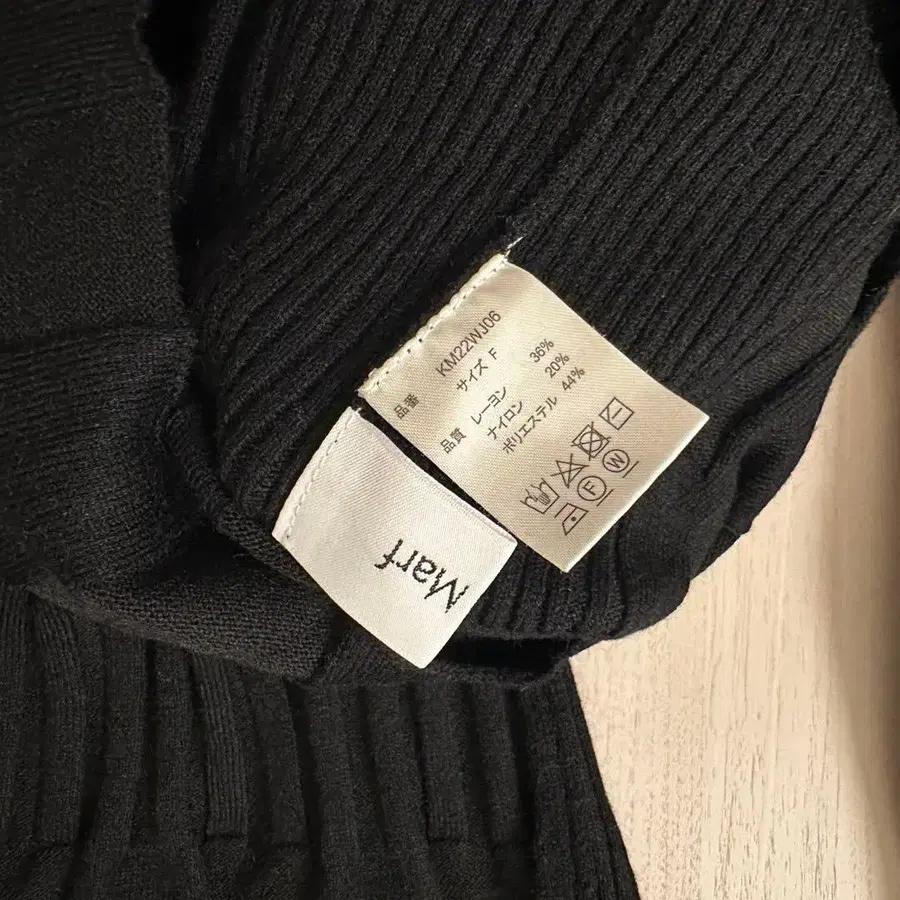 品番 KM22WJ06
サイズ F
品質 レーヨン 36%
ナイロン 20%
ポリエステル 44%
F W
Marf